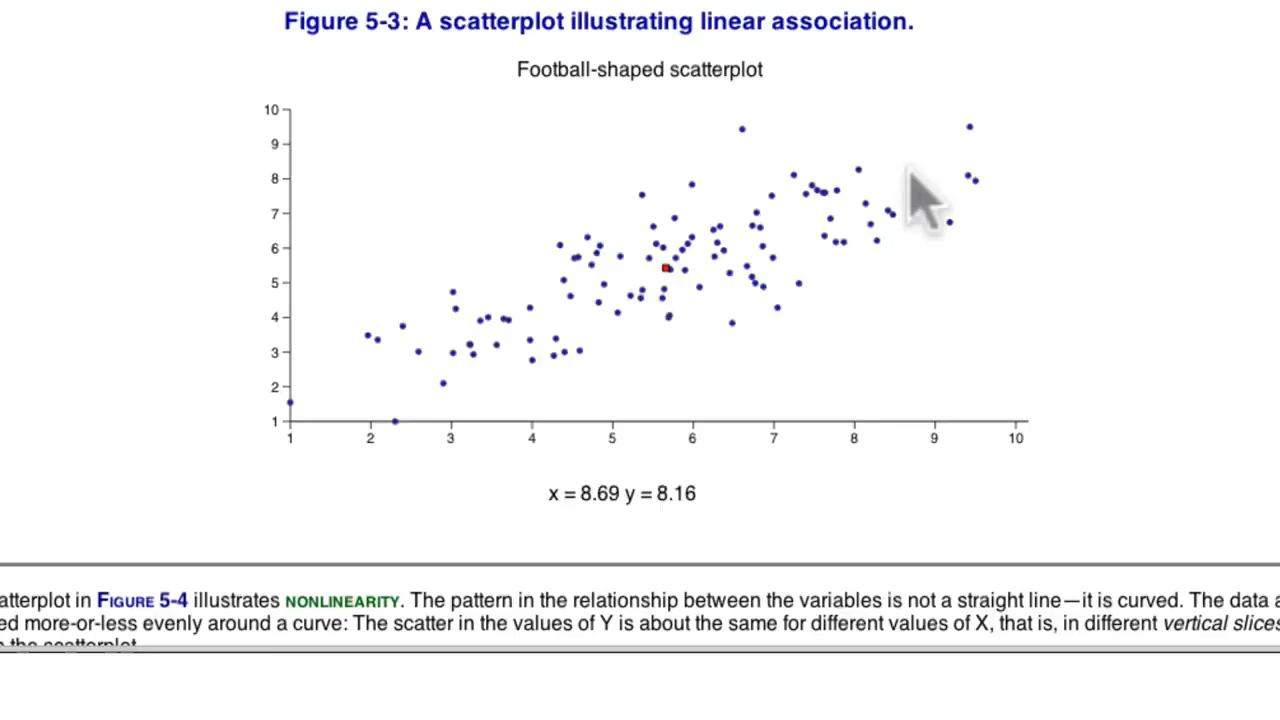 Figure 5-3: A scatterplot illustrating linear association.
Football-shaped scatterplot
10
9
8
7
6
5
4
3
2
1
1 2 3 4 5 6 7 8 9 10
x = 8.69 y = 8.16
atterplot in FIGURE 5-4 illustrates NONLINEARITY. The pattern in the relationship between the variables is not a straight line—it is curved. The data a
ed more-or-less evenly around a curve: The scatter in the values of Y is about the same for different values of X, that is, in different vertical slices
the scatterplot